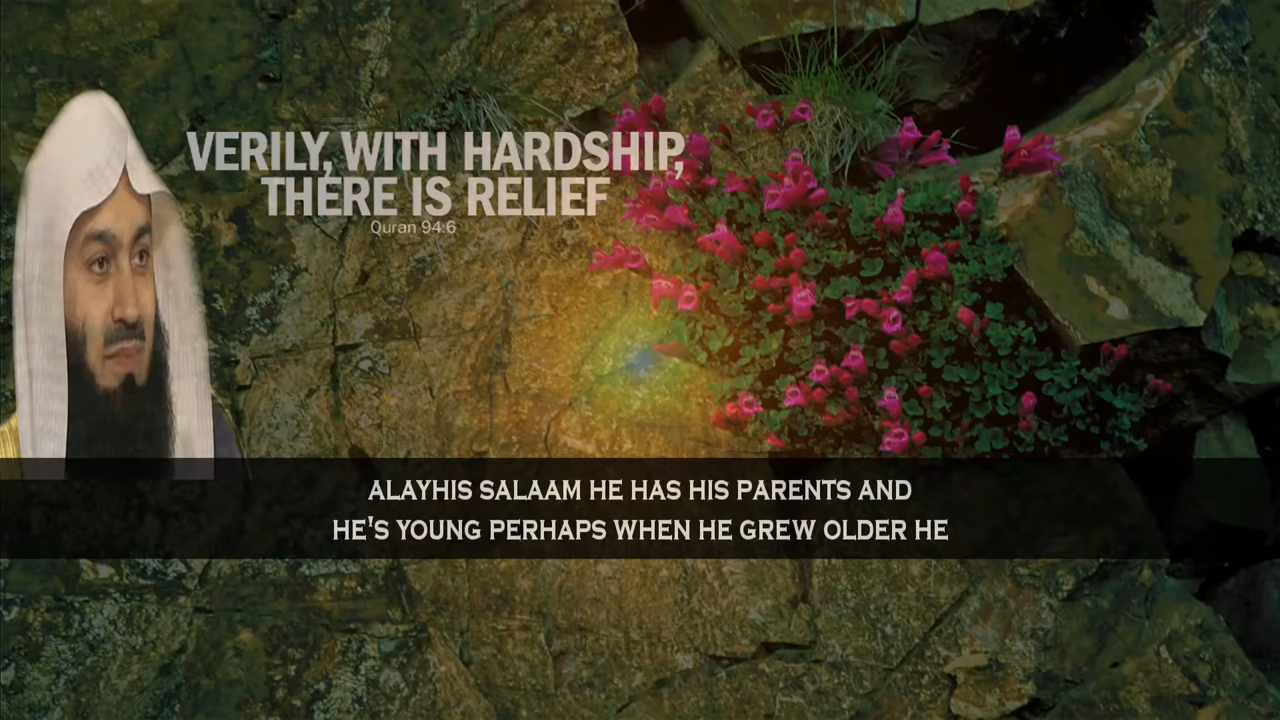 VERILY, WITH HARDSHIP,
THERE IS RELIEF
Quran 94:6
ALAYHIS SALAAM HE HAS HIS PARENTS AND
HE'S YOUNG PERHAPS WHEN HE GREW OLDER HE